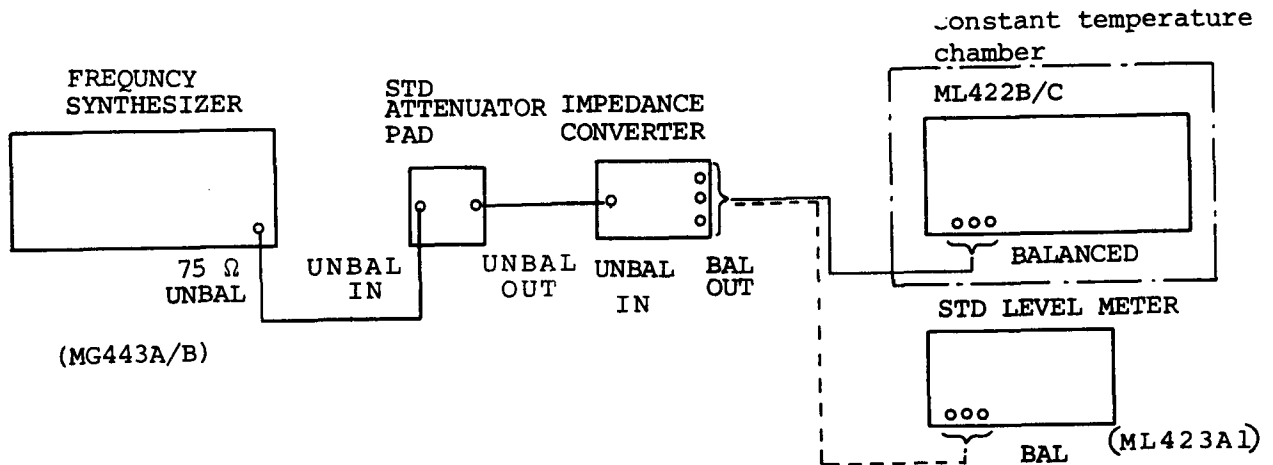 FREQUNCY
SYNTHESIZER
75 Ω
UNBAL
(MG443A/B)
STD
ATTENUATOR
PAD
UNBAL
IN
UNBAL
OUT
IMPEDANCE
CONVERTER
UNBAL
IN
BAL
OUT
constant temperature
chamber
ML422B/C
BALANCED
STD LEVEL METER
BAL
(ML423A1)